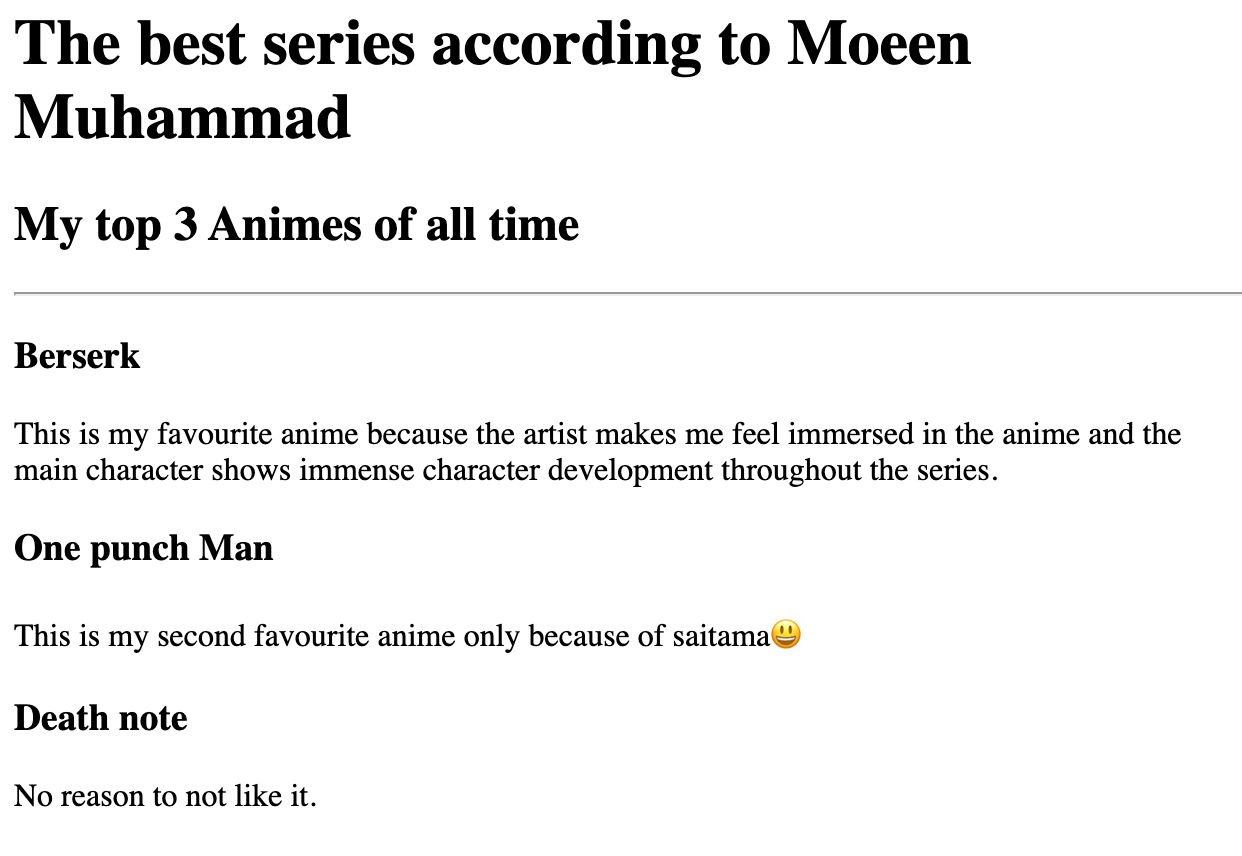 The best series according to Moeen
Muhammad
My top 3 Animes of all time
Berserk
This is my favourite anime because the artist makes me feel immersed in the anime and the
main character shows immense character development throughout the series.
One punch Man
This is my second favourite anime only because of saitama😃
Death note
No reason to not like it.